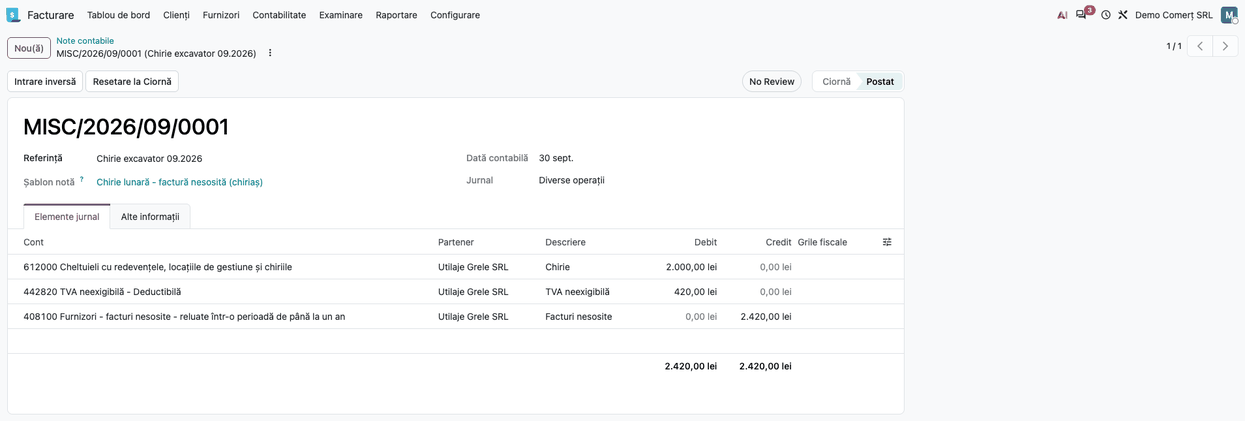 Facturare Tablou de bord Clienți Furnizori Contabilitate Examinare Raportare Configurare AI 3 Demo Comerț SRL M
Nou(ă) Note contabile
MISC/2026/09/0001 (Chirie excavator 09.2026) 1 / 1
Intrare inversă Resetare la Ciornă No Review Ciornă Postat
MISC/2026/09/0001
Referință Chirie excavator 09.2026 Dată contabilă 30 sept.
Șablon notă ? Chirie lunară - factură nesosită (chiriaș) Jurnal Diverse operații
Elemente jurnal Alte informații
Cont Partener Descriere Debit Credit Grile fiscale
612000 Cheltuieli cu redevențele, locațiile de gestiune și chiriile Utilaje Grele SRL Chirie 2.000,00 lei 0,00 lei
442820 TVA neexigibilă - Deductibilă Utilaje Grele SRL TVA neexigibilă 420,00 lei 0,00 lei
408100 Furnizori - facturi nesosite - reluate într-o perioadă de până la un an Utilaje Grele SRL Facturi nesosite 0,00 lei 2.420,00 lei
2.420,00 lei 2.420,00 lei